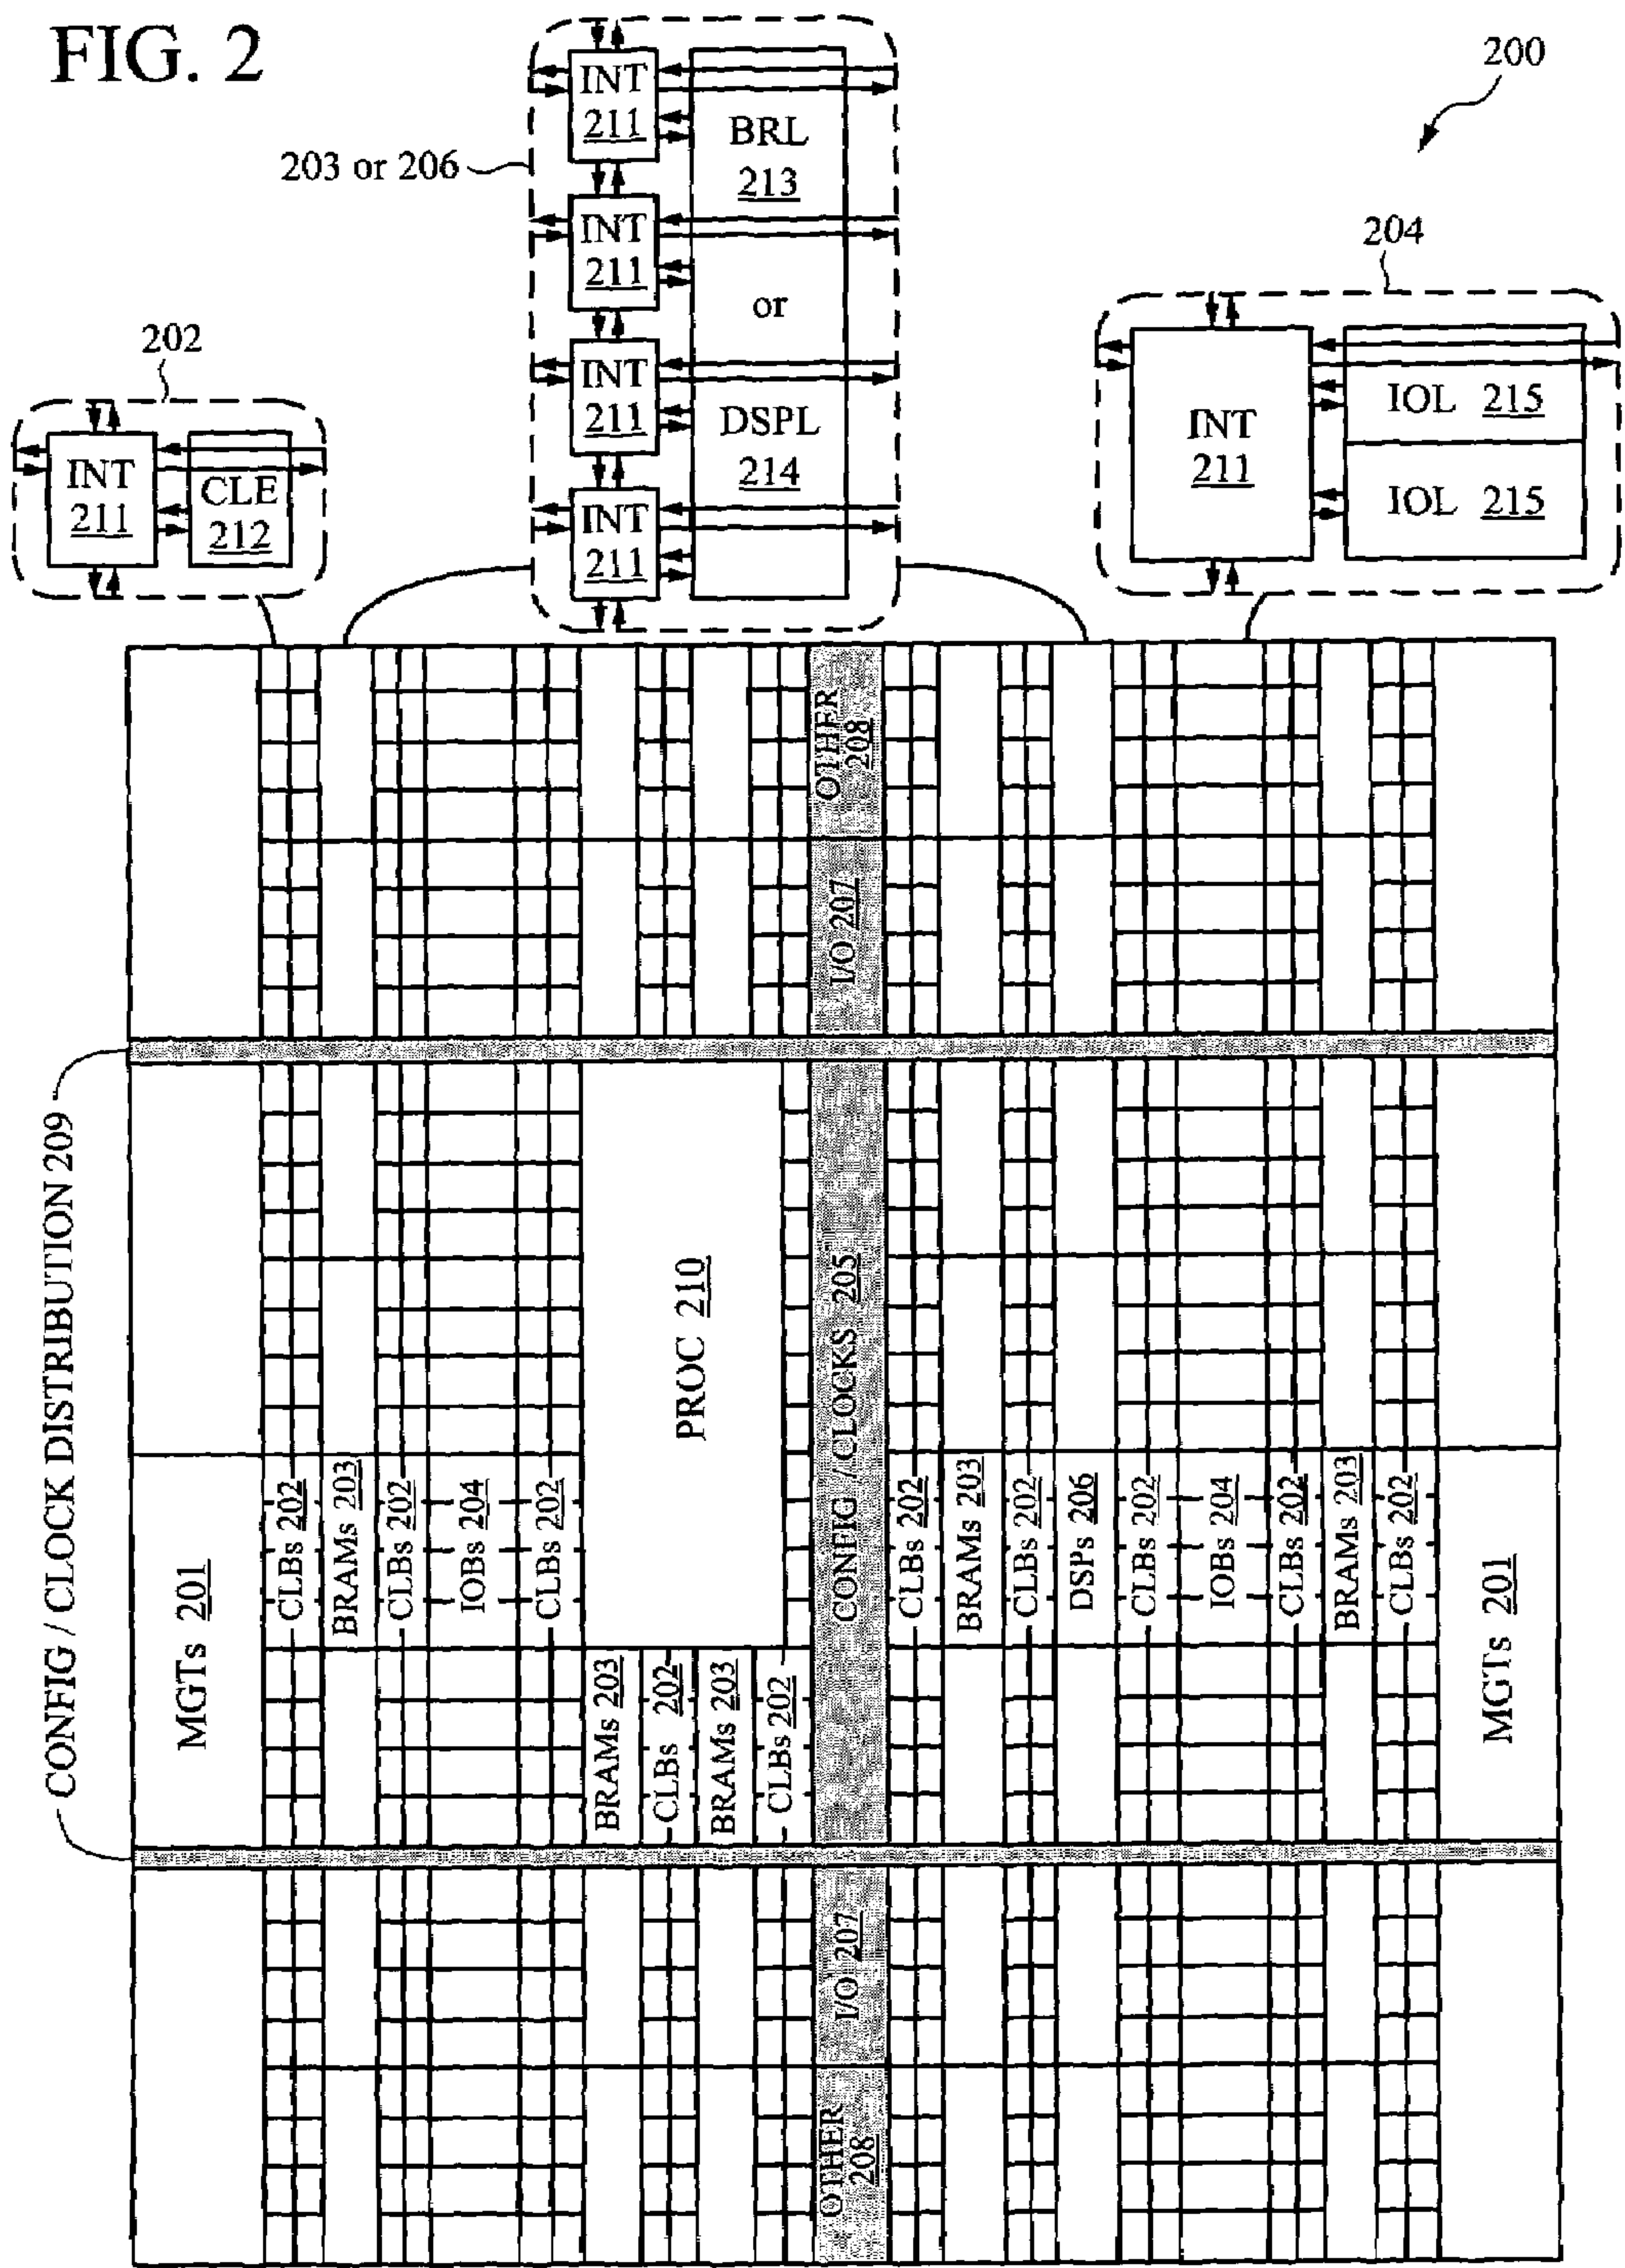 FIG. 2
200
203 or 206
INT
211
INT
211
INT
211
INT
211
BRL
213
or
DSPL
214
204
INT
211
IOL 215
IOL 215
202
INT
211
CLE
212
OTHER
208
I/O 207
CONFIG / CLOCK DISTRIBUTION 209
PROC 210
CONFIG / CLOCKS 205
MGTs 201
CLBs 202
BRAMs 203
CLBs 202
IOBs 204
CLBs 202
BRAMs 203
CLBs 202
BRAMs 203
CLBs 202
CLBs 202
BRAMs 203
CLBs 202
DSPs 206
CLBs 202
IOBs 204
CLBs 202
BRAMs 203
CLBs 202
MGTs 201
I/O 207
OTHER
208